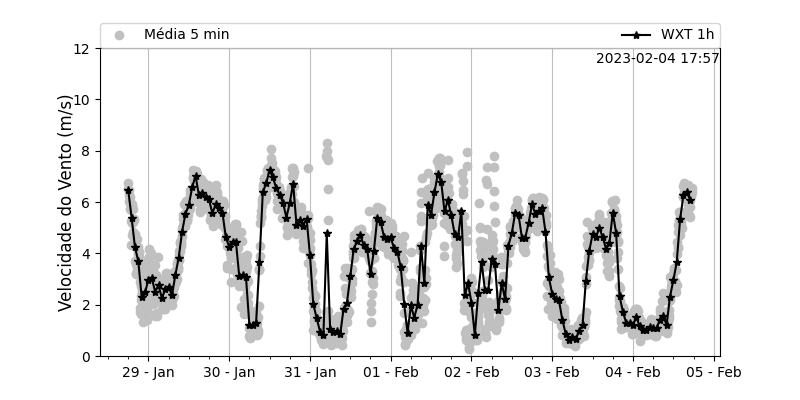 Média 5 min WXT 1h
2023-02-04 17:57
Velocidade do Vento (m/s)
12
10
8
6
4
2
0
29 - Jan 30 - Jan 31 - Jan 01 - Feb 02 - Feb 03 - Feb 04 - Feb 05 - Feb